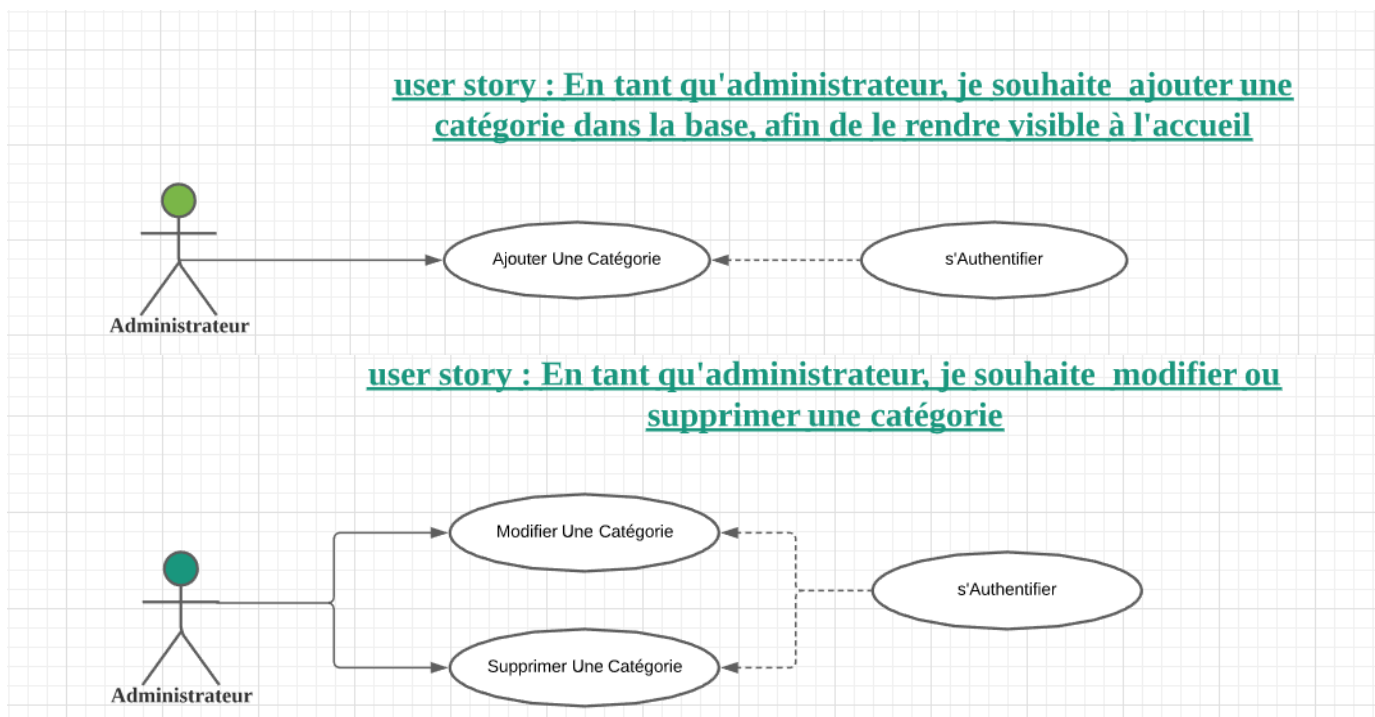 user story : En tant qu'administrateur, je souhaite ajouter une
catégorie dans la base, afin de le rendre visible à l'accueil
Ajouter Une Catégorie
s'Authentifier
Administrateur
user story : En tant qu'administrateur, je souhaite modifier ou
supprimer une catégorie
Modifier Une Catégorie
s'Authentifier
Supprimer Une Catégorie
Administrateur